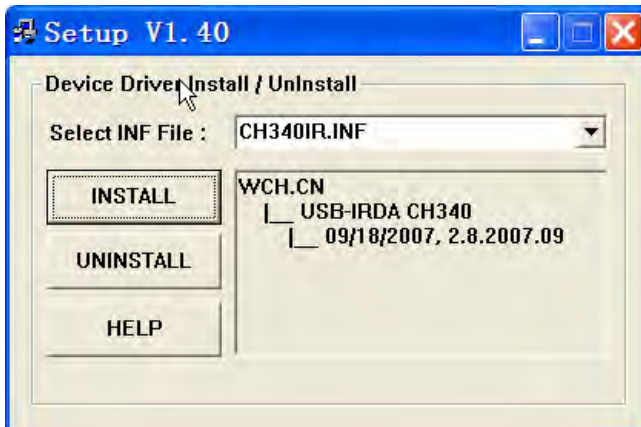 Setup V1.40
Device Driver Install / UnInstall
Select INF File :
CH340IR.INF
INSTALL
UNINSTALL
HELP
WCH.CN
|__ USB-IRDA CH340
|__ 09/18/2007, 2.8.2007.09